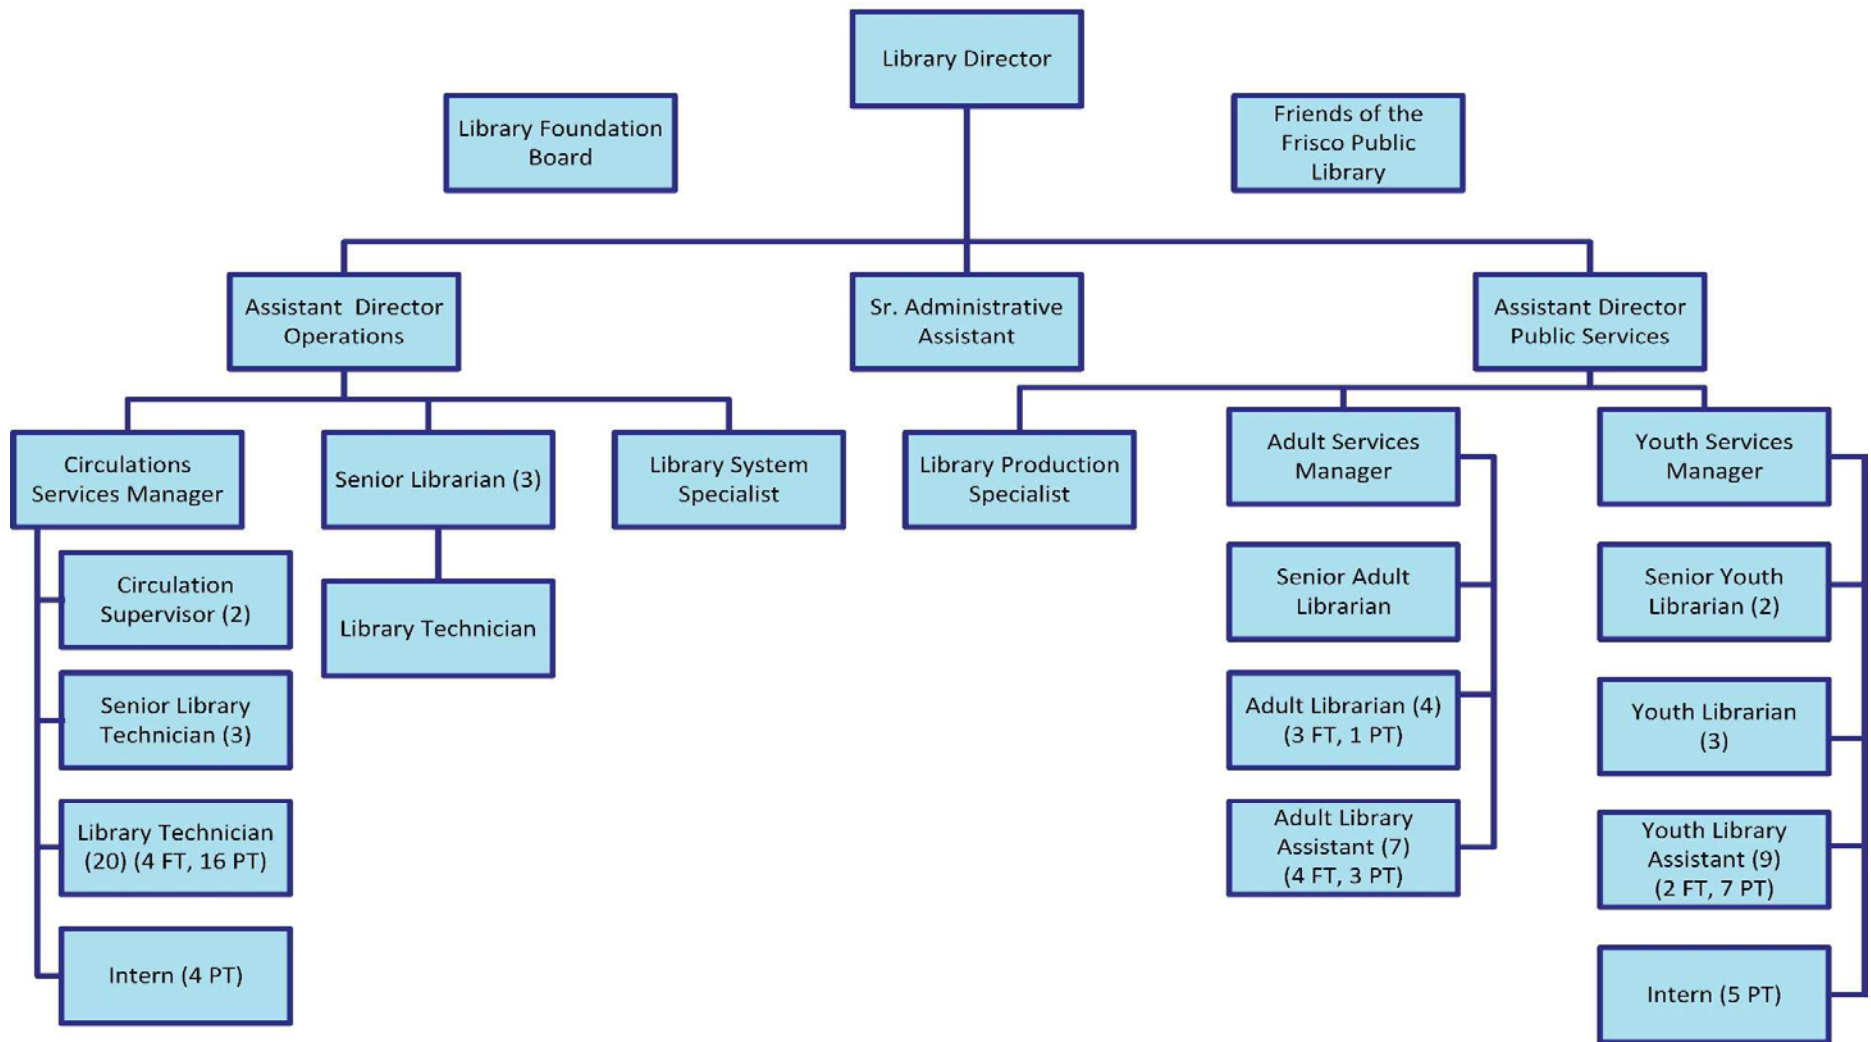 Library Director
Library Foundation
Board
Friends of the
Frisco Public
Library
Assistant Director
Operations
Sr. Administrative
Assistant
Assistant Director
Public Services
Circulations
Services Manager
Senior Librarian (3)
Library System
Specialist
Library Production
Specialist
Adult Services
Manager
Youth Services
Manager
Circulation
Supervisor (2)
Library Technician
Senior Adult
Librarian
Senior Youth
Librarian (2)
Senior Library
Technician (3)
Adult Librarian (4)
(3 FT, 1 PT)
Youth Librarian
(3)
Library Technician
(20) (4 FT, 16 PT)
Adult Library
Assistant (7)
(4 FT, 3 PT)
Youth Library
Assistant (9)
(2 FT, 7 PT)
Intern (4 PT)
Intern (5 PT)